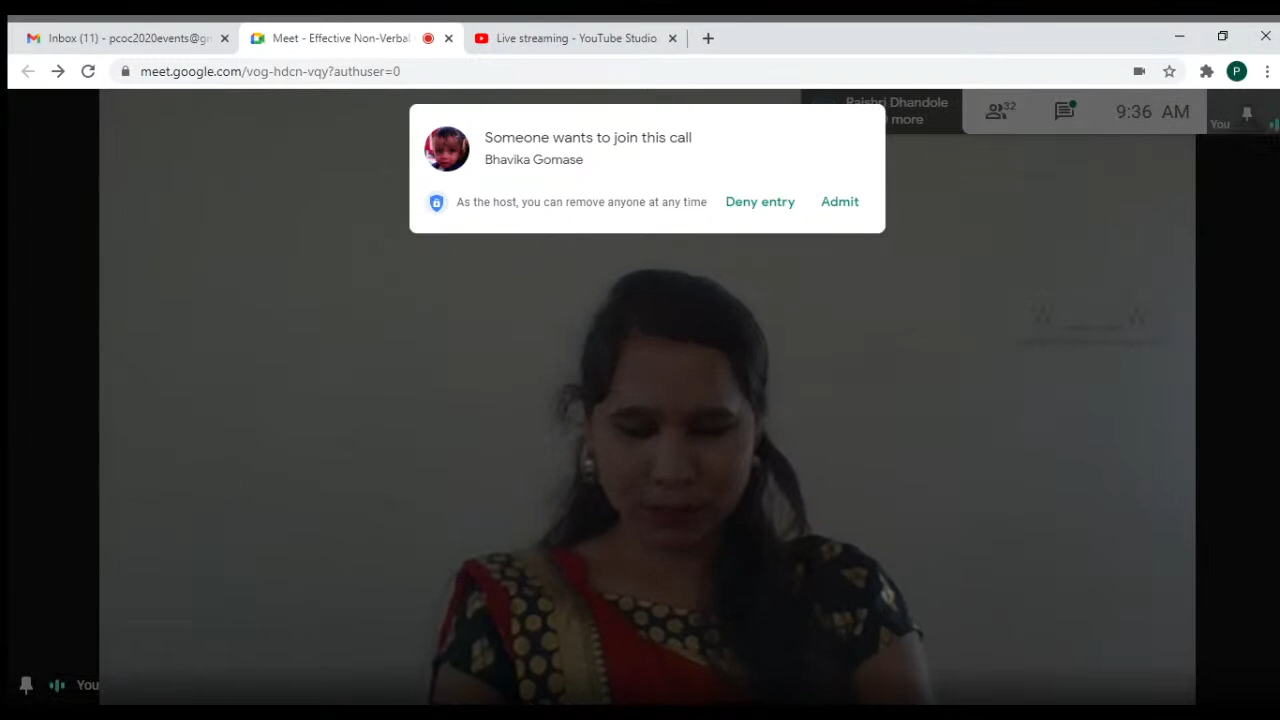 Inbox (11) - pcoc2020events@gm
Meet - Effective Non-Verbal
Live streaming - YouTube Studio
meet.google.com/vog-hdcn-vqy?authuser=0
Someone wants to join this call
Bhavika Gomase
As the host, you can remove anyone at any time
Deny entry
Admit
Rajshri Dhandole
more
32
9:36 AM
You
P
You